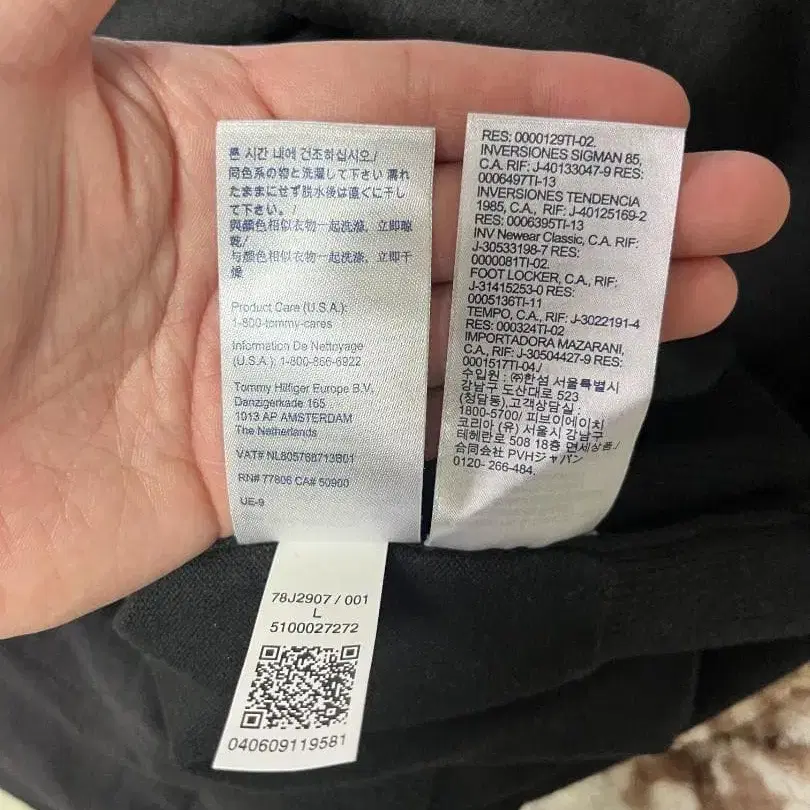 른 시간 내에 건조하십시오./
同色系の物と洗濯して下さい 濡れ
たままにせず脱水後は直ぐに干し
て下さい。
與顏色相似衣物一起洗滌，立即晾
乾/
与颜色相似衣物一起洗涤，立即干
燥
Product Care (U.S.A.):
1-800-tommy-cares
Information De Nettoyage
(U.S.A.): 1-800-866-6922
Tommy Hilfiger Europe B.V.
Danzigerkade 165
1013 AP AMSTERDAM
The Netherlands
VAT# NL805768713B01
RN# 77806 CA# 50900
UE-9
RES: 0000129TI-02.
INVERSIONES SIGMAN 85,
C.A. RIF: J-40133047-9 RES:
0006497TI-13
INVERSIONES TENDENCIA
1985, C.A., RIF: J-40125169-2
RES: 0006395TI-13
INV Newear Classic, C.A. RIF:
J-30533198-7 RES:
0000081TI-02.
FOOT LOCKER, C.A., RIF:
J-31415253-0 RES:
0005136TI-11
TEMPO, C.A., RIF: J-3022191-4
RES: 000324TI-02
IMPORTADORA MAZARANI,
C.A., RIF: J-30504427-9 RES:
0001517TI-04./
수입원 : ㈜한섬 서울특별시
강남구 도산대로 523
(청담동) 고객상담실 :
1800-5700/ 피브이에이치
코리아 (유) 서울시 강남구
테헤란로 508 18층 면세상품./
合同会社 PVHジャパン
0120- 266-484.
78J2907 / 001
L
5100027272
040609119581